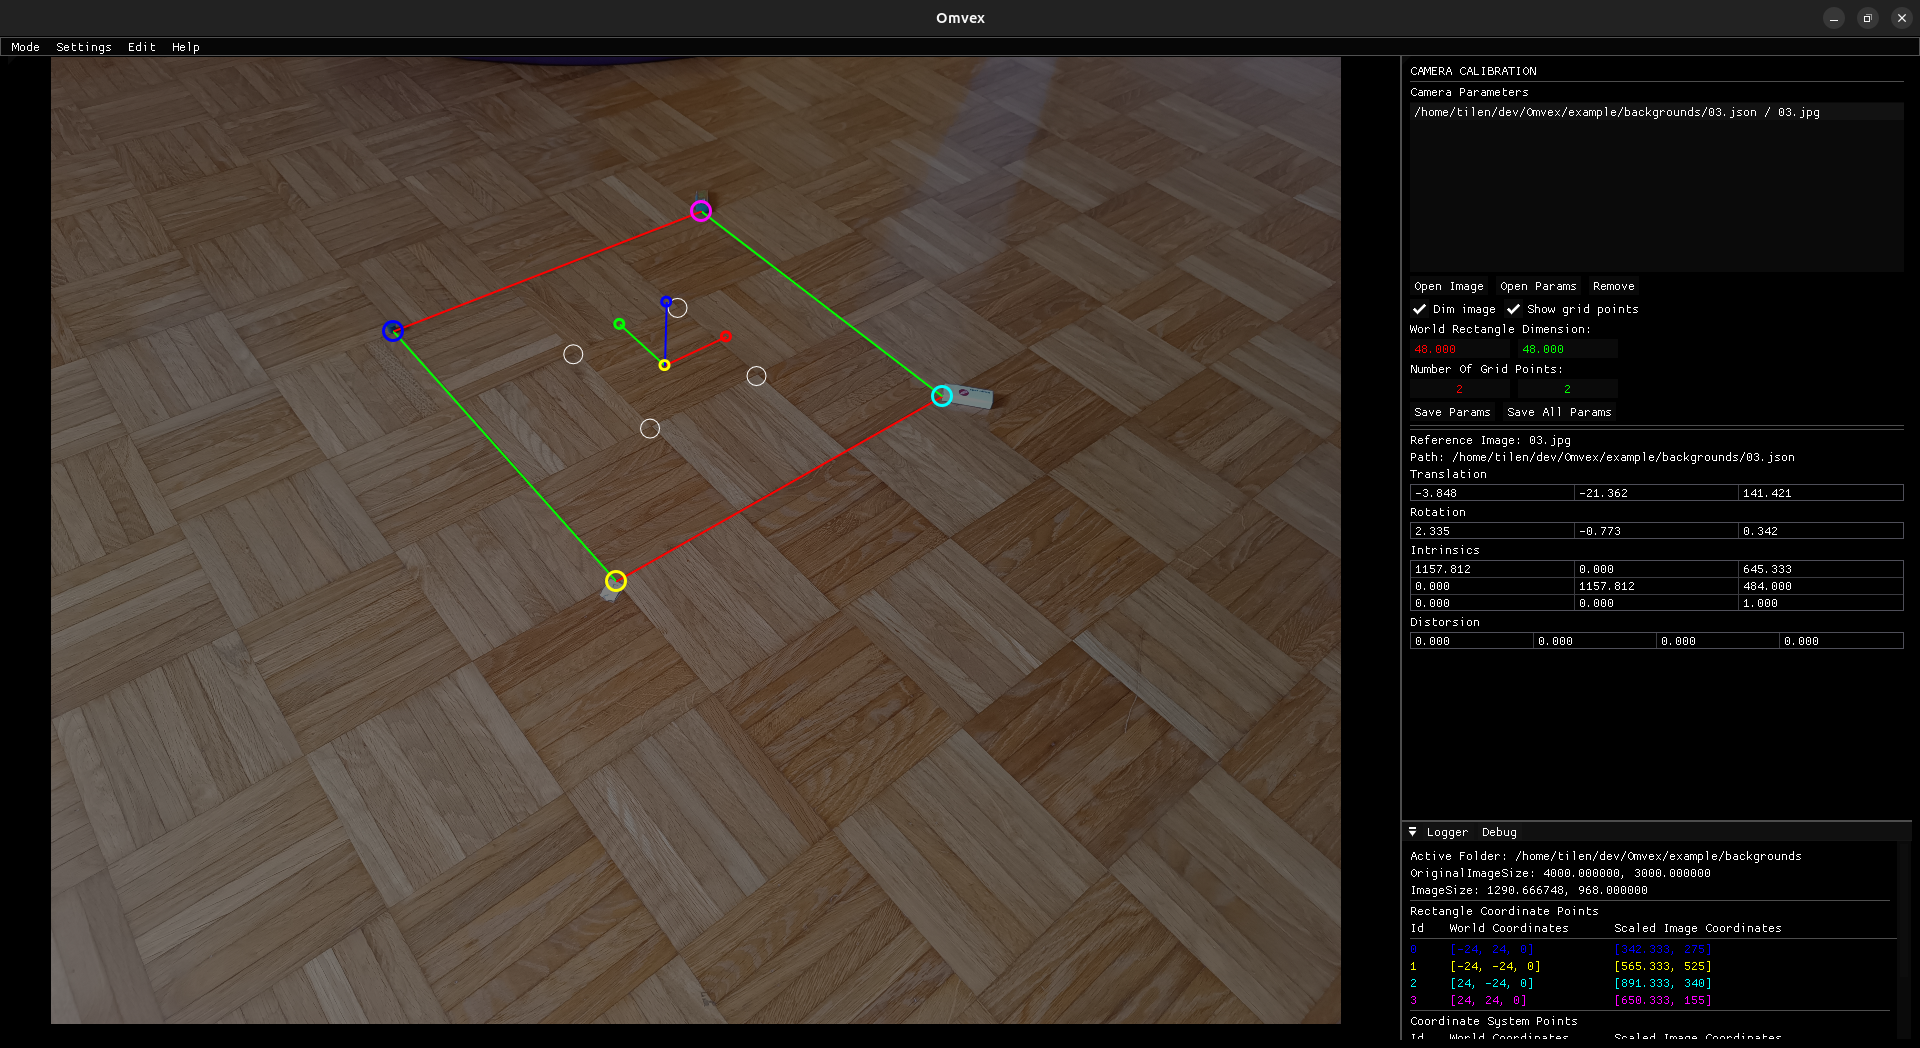 Omvex
Mode Settings Edit Help
CAMERA CALIBRATION
Camera Parameters
/home/tilen/dev/Omvex/example/backgrounds/03.json / 03.jpg
Open Image Open Params Remove
Dim image Show grid points
World Rectangle Dimension:
48.000 48.000
Number Of Grid Points:
2 2
Save Params Save All Params
Reference Image: 03.jpg
Path: /home/tilen/dev/Omvex/example/backgrounds/03.json
Translation
-3.848 -21.362 141.421
Rotation
2.335 -0.773 0.342
Intrinsics
1157.812 0.000 645.333
0.000 1157.812 484.000
0.000 0.000 1.000
Distorsion
0.000 0.000 0.000 0.000
Logger Debug
Active Folder: /home/tilen/dev/Omvex/example/backgrounds
OriginalImageSize: 4000.000000, 3000.000000
ImageSize: 1290.666748, 968.000000
Rectangle Coordinate Points
Id World Coordinates Scaled Image Coordinates
0 [-24, 24, 0] [342.333, 275]
1 [-24, -24, 0] [565.333, 525]
2 [24, -24, 0] [891.333, 340]
3 [24, 24, 0] [650.333, 155]
Coordinate System Points
Id World Coordinates Scaled Image Coordinates